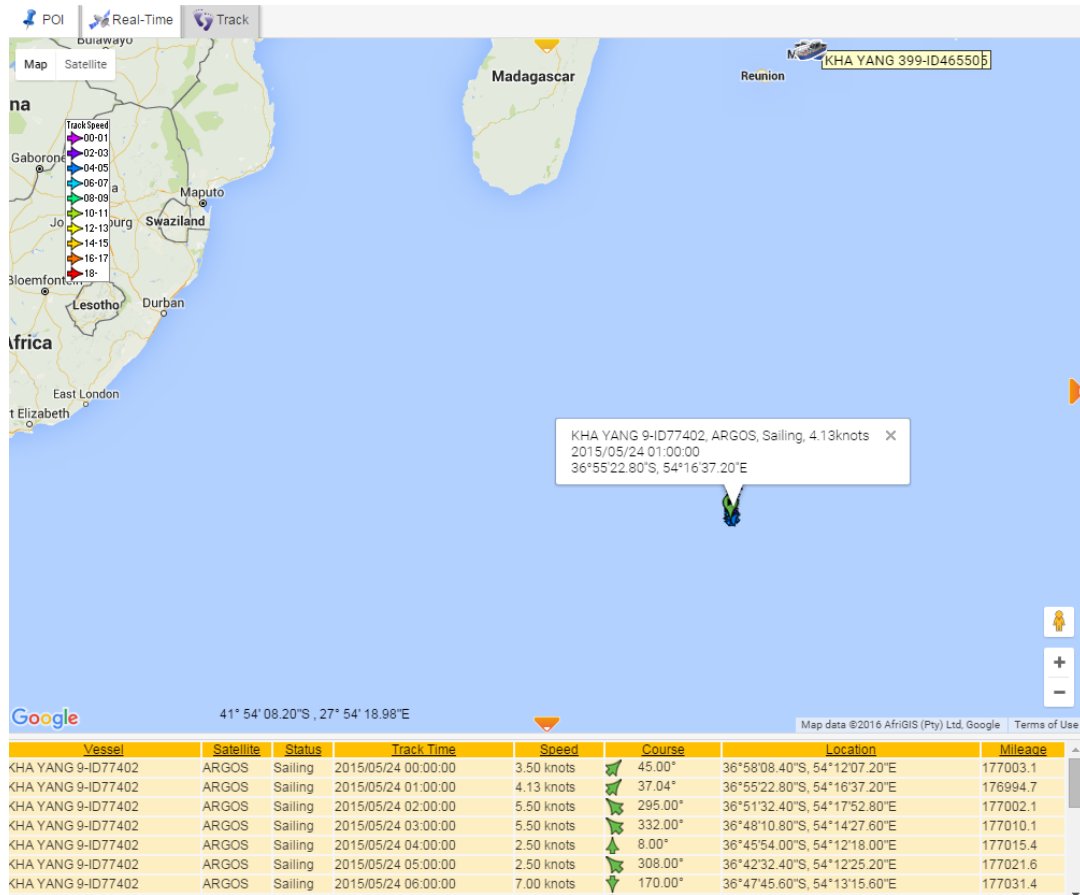 POI
Real-Time
Track
Bulawayo
Map
Satellite
Madagascar
KHA YANG 399-ID465505
Reunion
na
Track Speed
00-01
02-03
04-05
06-07
08-09
10-11
12-13
14-15
16-17
18-
Gaborone
Maputo
Swaziland
Lesotho
Durban
East London
KHA YANG 9-ID77402, ARGOS, Sailing, 4.13knots
2015/05/24 01:00:00
36°55'22.80"S, 54°16'37.20"E
Google
41° 54' 08.20"S , 27° 54' 18.98"E
Map data ©2016 AfriGIS (Pty) Ltd, Google
Terms of Use
Vessel Satellite Status Track Time Speed Course Location Mileage
KHA YANG 9-ID77402 ARGOS Sailing 2015/05/24 00:00:00 3.50 knots 45.00° 36°58'08.40"S, 54°12'07.20"E 177003.1
KHA YANG 9-ID77402 ARGOS Sailing 2015/05/24 01:00:00 4.13 knots 37.04° 36°55'22.80"S, 54°16'37.20"E 176994.7
KHA YANG 9-ID77402 ARGOS Sailing 2015/05/24 02:00:00 5.50 knots 295.00° 36°51'32.40"S, 54°17'52.80"E 177002.1
KHA YANG 9-ID77402 ARGOS Sailing 2015/05/24 03:00:00 5.50 knots 332.00° 36°48'10.80"S, 54°14'27.60"E 177010.1
KHA YANG 9-ID77402 ARGOS Sailing 2015/05/24 04:00:00 2.50 knots 8.00° 36°45'54.00"S, 54°12'18.00"E 177015.4
KHA YANG 9-ID77402 ARGOS Sailing 2015/05/24 05:00:00 2.50 knots 308.00° 36°42'32.40"S, 54°12'25.20"E 177021.6
KHA YANG 9-ID77402 ARGOS Sailing 2015/05/24 06:00:00 7.00 knots 170.00° 36°47'45.60"S, 54°13'15.60"E 177031.4